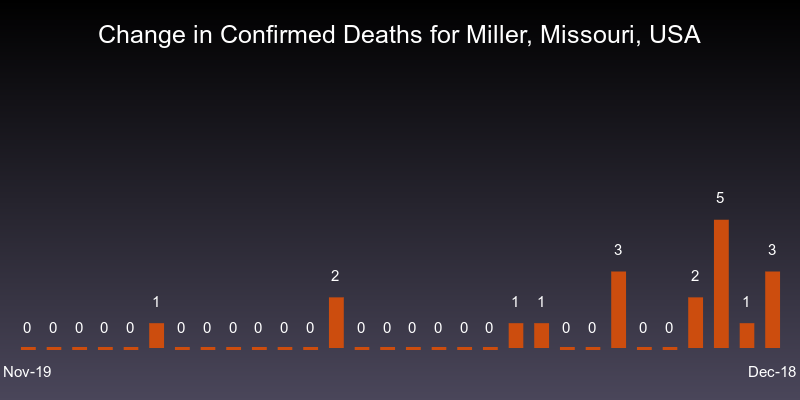 Change in Confirmed Deaths for Miller, Missouri, USA
5
3 3
2 2
1 1 1 1
0 0 0 0 0 0 0 0 0 0 0 0 0 0 0 0 0 0 0 0 0
Nov-19 Dec-18